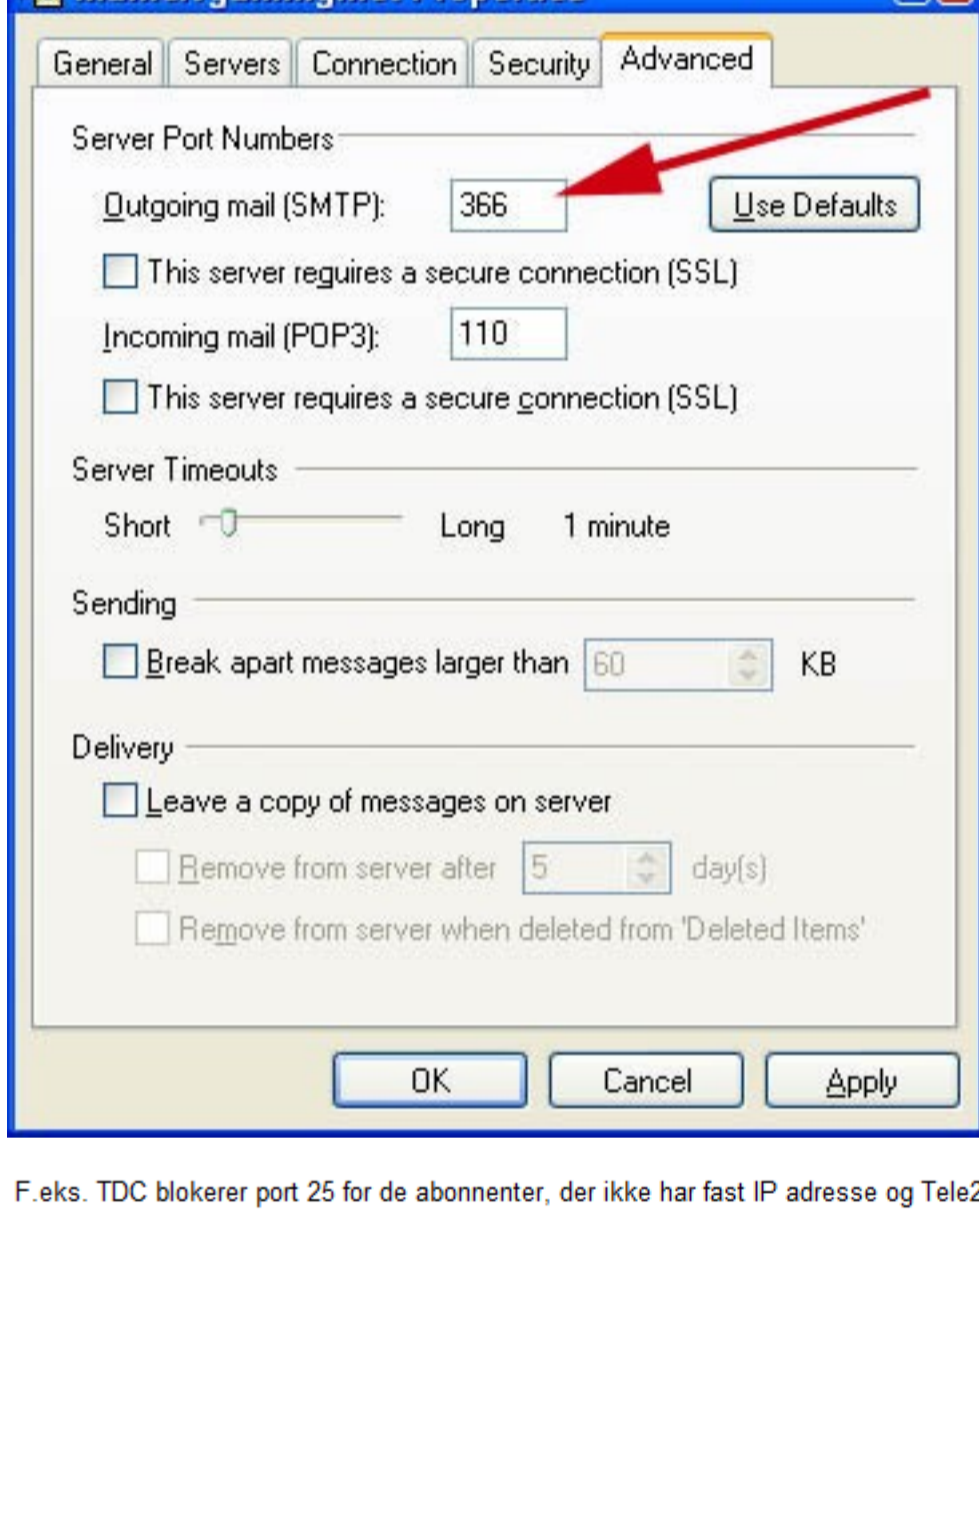 Properties
General Servers Connection Security Advanced
Server Port Numbers
Outgoing mail (SMTP): 366 Use Defaults
This server requires a secure connection (SSL)
Incoming mail (POP3): 110
This server requires a secure connection (SSL)
Server Timeouts
Short Long 1 minute
Sending
Break apart messages larger than 60 KB
Delivery
Leave a copy of messages on server
Remove from server after 5 day(s)
Remove from server when deleted from 'Deleted Items'
OK Cancel Apply
F.eks. TDC blokerer port 25 for de abonnenter, der ikke har fast IP adresse og Tele2